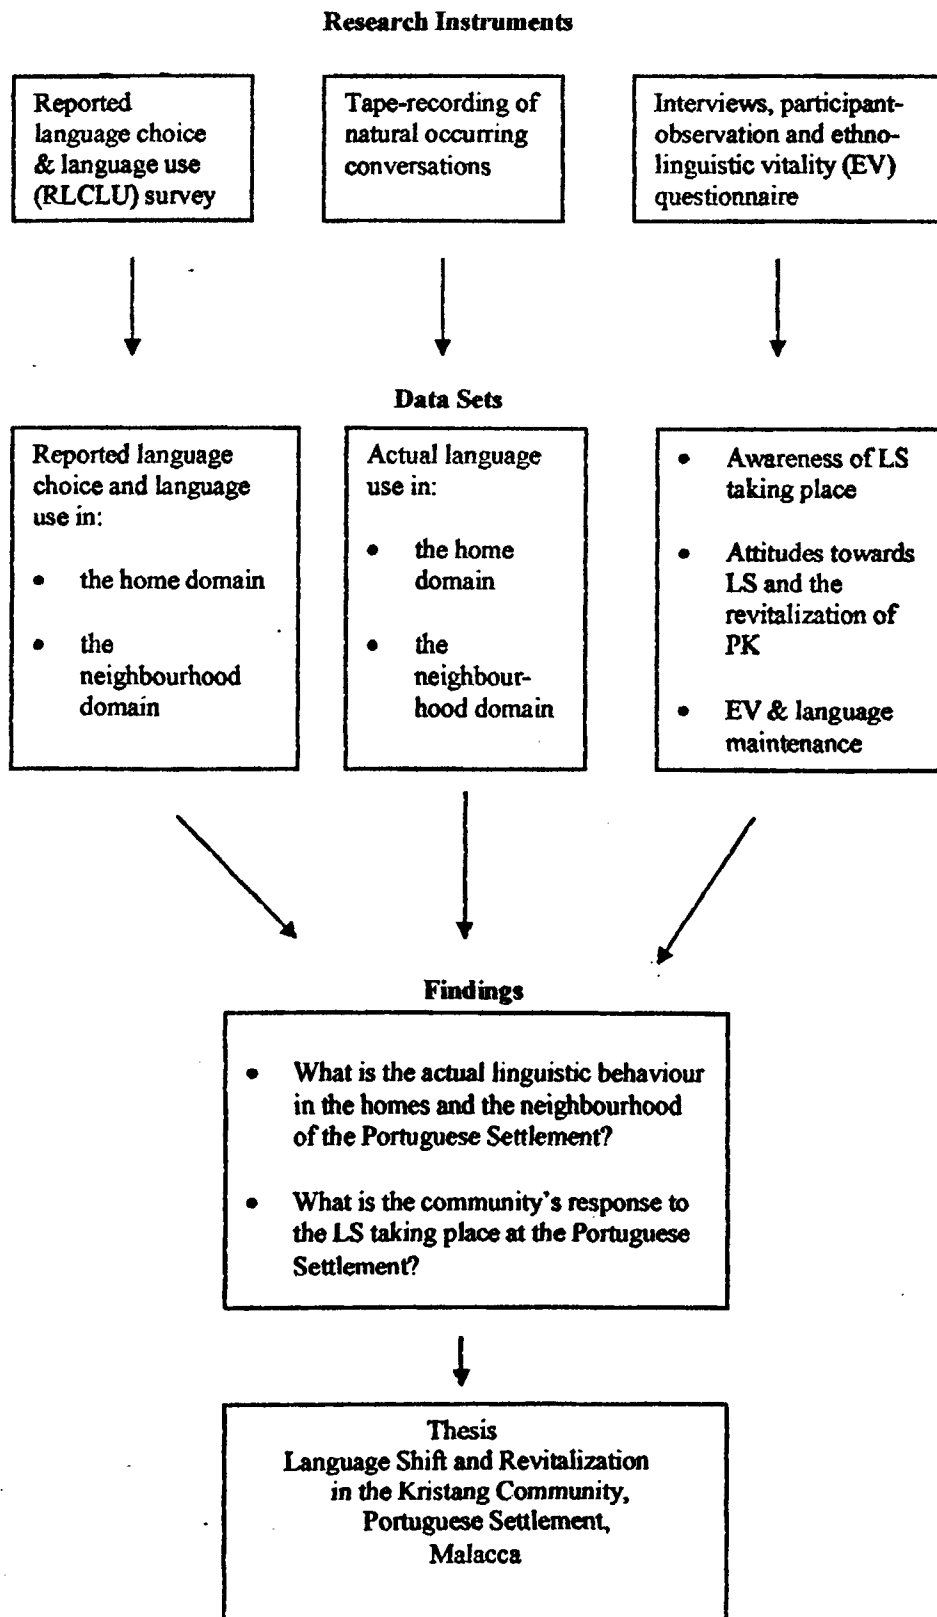 Research Instruments
Reported
language choice
& language use
(RLCLU) survey
Tape-recording of
natural occurring
conversations
Interviews, participant-
observation and ethno-
linguistic vitality (EV)
questionnaire
Data Sets
Reported language
choice and language
use in:
• the home domain
• the
neighbourhood
domain
Actual language
use in:
• the home
domain
• the
neighbour-
hood domain
• Awareness of LS
taking place
• Attitudes towards
LS and the
revitalization of
PK
• EV & language
maintenance
Findings
• What is the actual linguistic behaviour
in the homes and the neighbourhood
of the Portuguese Settlement?
• What is the community's response to
the LS taking place at the Portuguese
Settlement?
Thesis
Language Shift and Revitalization
in the Kristang Community,
Portuguese Settlement,
Malacca